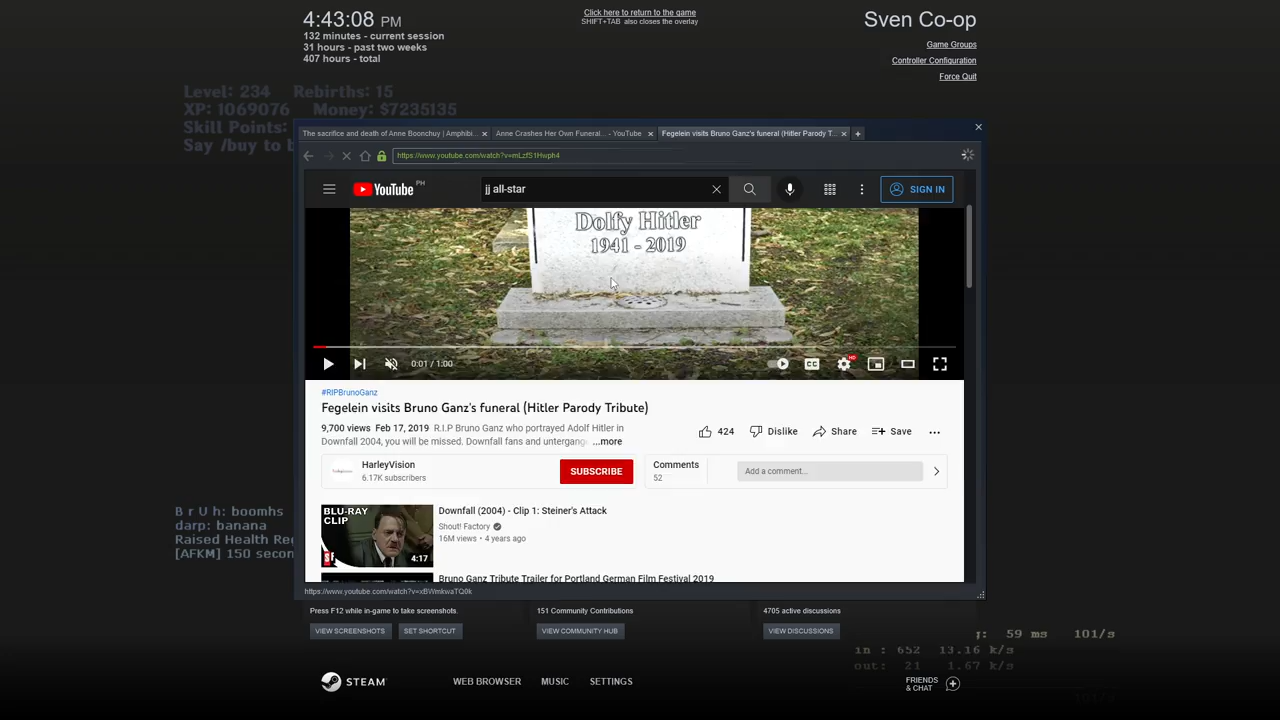 4:43:08 PM
132 minutes - current session
31 hours - past two weeks
407 hours - total
Click here to return to the game
SHIFT+TAB also closes the overlay
Sven Co-op
Game Groups
Controller Configuration
Force Quit
Level: 234 Rebirths: 15
XP: 1069076 Money: $7235135
Skill Points:
Say /buy to b
The sacrifice and death of Anne Boonchuy | Amphibi...
Anne Crashes Her Own Funeral... - YouTube
Fegelein visits Bruno Ganz's funeral (Hitler Parody T...
https://www.youtube.com/watch?v=mLzfS1Hwph4
YouTube PH
jj all-star
SIGN IN
Dolfy Hitler
1941 - 2019
0:01 / 1:00
CC
HD
#RIPBrunoGanz
Fegelein visits Bruno Ganz's funeral (Hitler Parody Tribute)
9,700 views Feb 17, 2019 R.I.P Bruno Ganz who portrayed Adolf Hitler in
Downfall 2004, you will be missed. Downfall fans and untergang ...more
424 Dislike Share Save
HarleyVision
6.17K subscribers
SUBSCRIBE
Comments
52
Add a comment...
BLU-RAY
CLIP
4:17
Downfall (2004) - Clip 1: Steiner's Attack
Shout! Factory
16M views • 4 years ago
Bruno Ganz Tribute Trailer for Portland German Film Festival 2019
https://www.youtube.com/watch?v=xBWmkwaTQ0k
B r U h: boomhs
darp: banana
Raised Health Reg
[AFKM] 150 secon
Press F12 while in-game to take screenshots.
VIEW SCREENSHOTS
SET SHORTCUT
151 Community Contributions
VIEW COMMUNITY HUB
4705 active discussions
VIEW DISCUSSIONS
59 ms 101/s
in : 652 13.16 k/s
out: 21 1.67 k/s
STEAM
WEB BROWSER
MUSIC
SETTINGS
FRIENDS
& CHAT